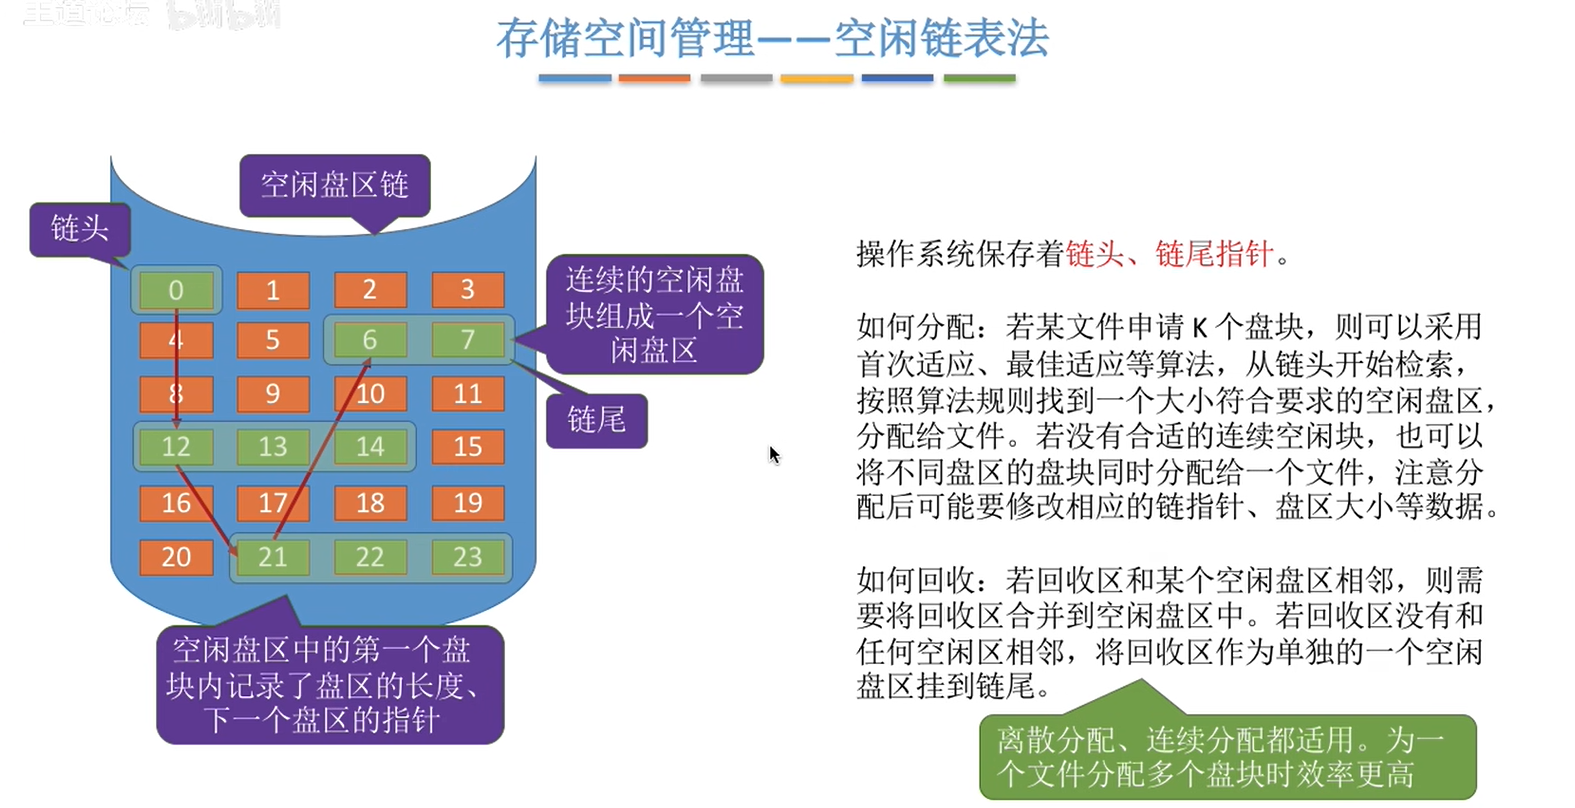 王道论坛 bilibili
存储空间管理——空闲链表法
空闲盘区链
链头
0 1 2 3
4 5 6 7
8 9 10 11
12 13 14 15
16 17 18 19
20 21 22 23
连续的空闲盘
块组成一个空
闲盘区
链尾
空闲盘区中的第一个盘
块内记录了盘区的长度、
下一个盘区的指针
操作系统保存着链头、链尾指针。
如何分配：若某文件申请 K 个盘块，则可以采用
首次适应、最佳适应等算法，从链头开始检索，
按照算法规则找到一个大小符合要求的空闲盘区，
分配给文件。若没有合适的连续空闲块，也可以
将不同盘区的盘块同时分配给一个文件，注意分
配后可能要修改相应的链指针、盘区大小等数据。
如何回收：若回收区和某个空闲盘区相邻，则需
要将回收区合并到空闲盘区中。若回收区没有和
任何空闲区相邻，将回收区作为单独的一个空闲
盘区挂到链尾。
离散分配、连续分配都适用。为一
个文件分配多个盘块时效率更高